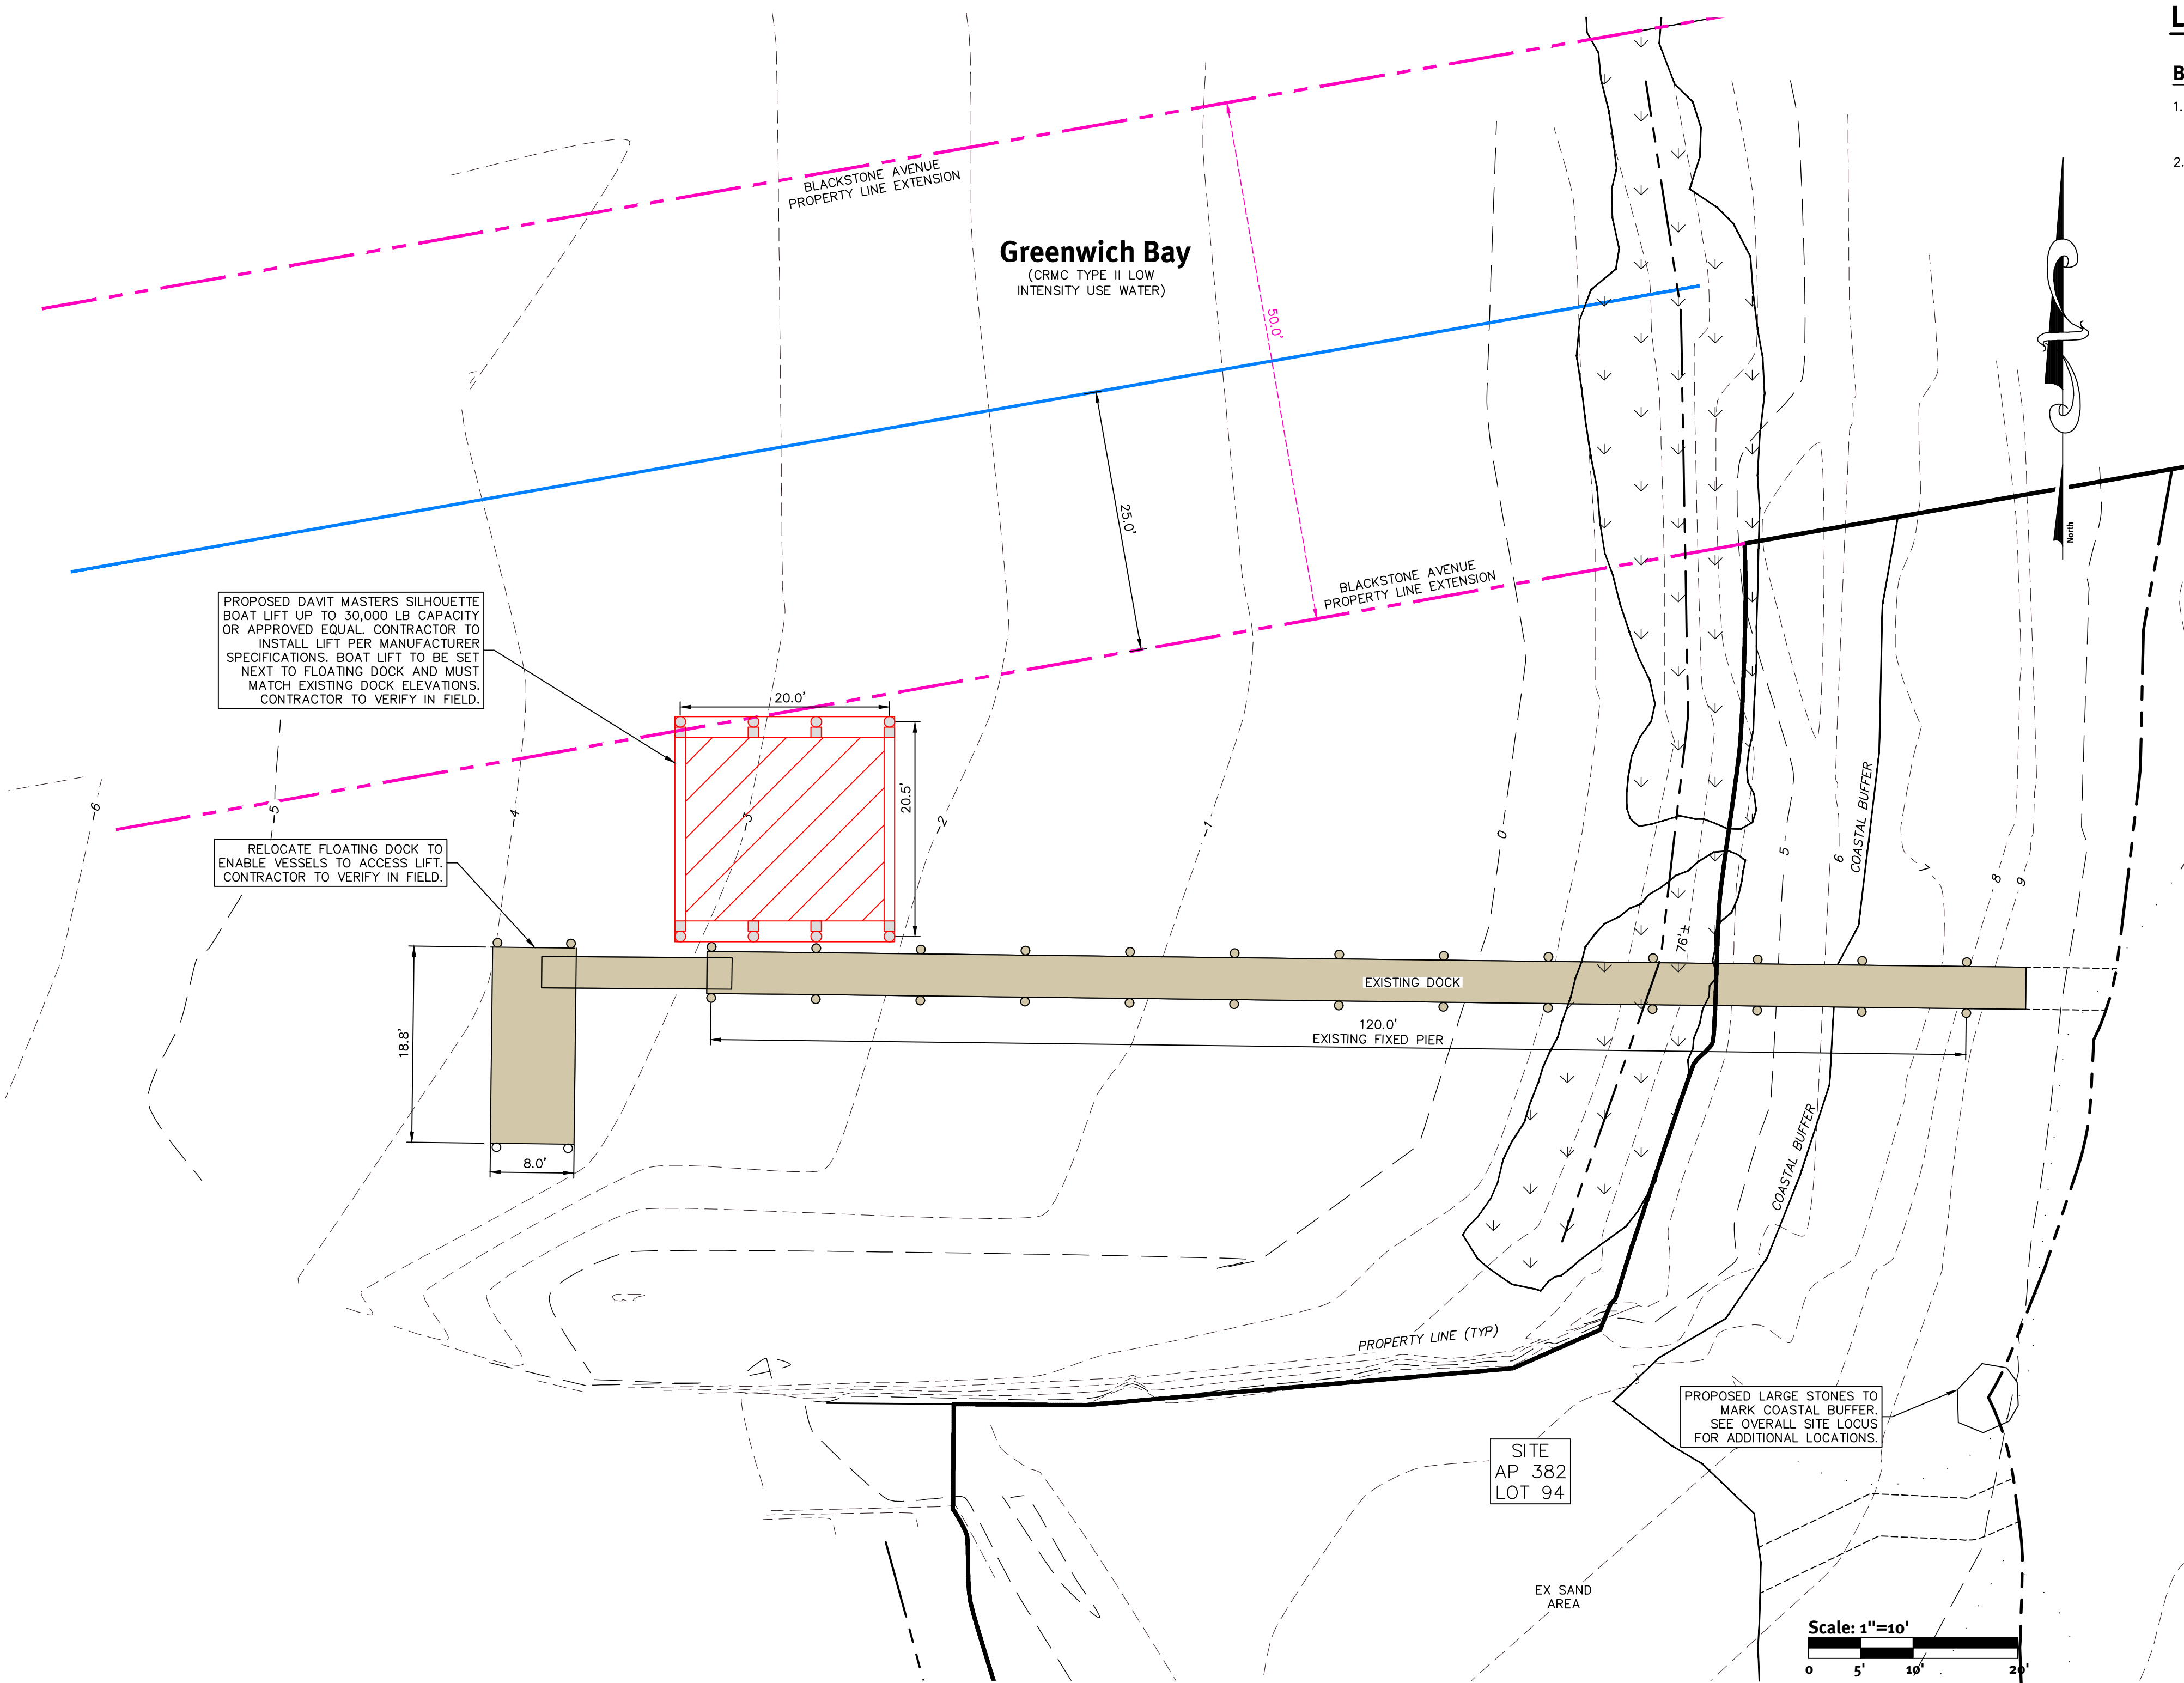 L
B
1.
2.
BLACKSTONE AVENUE
PROPERTY LINE EXTENSION
Greenwich Bay
(CRMC TYPE II LOW
INTENSITY USE WATER)
50.0'
25.0'
North
BLACKSTONE AVENUE
PROPERTY LINE EXTENSION
PROPOSED DAVIT MASTERS SILHOUETTE
BOAT LIFT UP TO 30,000 LB CAPACITY
OR APPROVED EQUAL. CONTRACTOR TO
INSTALL LIFT PER MANUFACTURER
SPECIFICATIONS. BOAT LIFT TO BE SET
NEXT TO FLOATING DOCK AND MUST
MATCH EXISTING DOCK ELEVATIONS.
CONTRACTOR TO VERIFY IN FIELD.
20.0'
20.5'
-6
-5
-4
-3
-2
-1
0
5
6
7
8
9
COASTAL BUFFER
RELOCATE FLOATING DOCK TO
ENABLE VESSELS TO ACCESS LIFT.
CONTRACTOR TO VERIFY IN FIELD.
76'±
EXISTING DOCK
120.0'
EXISTING FIXED PIER
18.8'
8.0'
COASTAL BUFFER
PROPERTY LINE (TYP)
PROPOSED LARGE STONES TO
MARK COASTAL BUFFER.
SEE OVERALL SITE LOCUS
FOR ADDITIONAL LOCATIONS.
SITE
AP 382
LOT 94
EX SAND
AREA
Scale: 1"=10'
0 5' 10' 20'